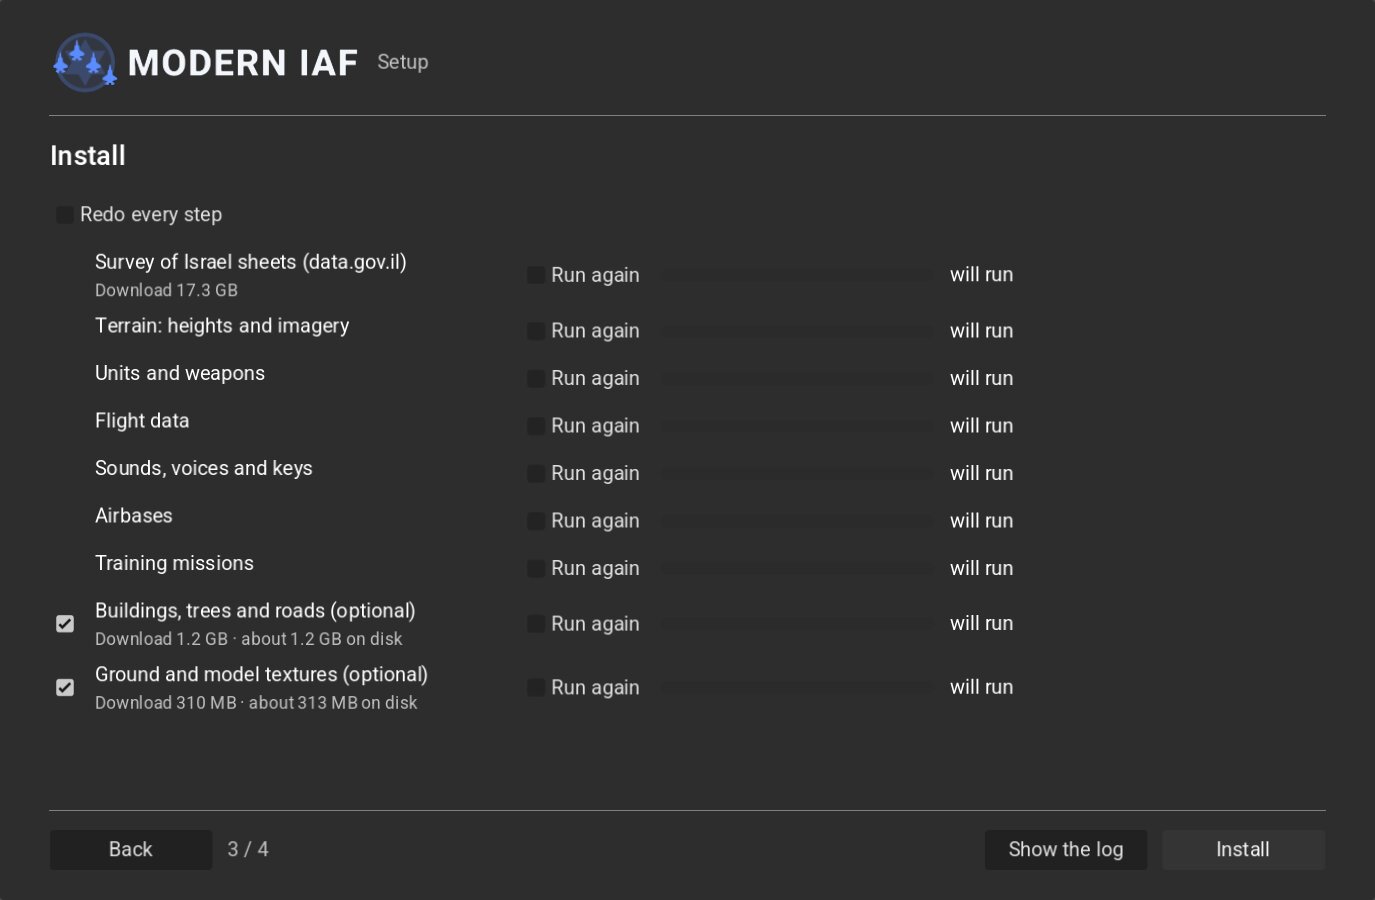 MODERN IAF Setup
Install
Redo every step
Survey of Israel sheets (data.gov.il)
Download 17.3 GB
Run again
will run
Terrain: heights and imagery
Run again
will run
Units and weapons
Run again
will run
Flight data
Run again
will run
Sounds, voices and keys
Run again
will run
Airbases
Run again
will run
Training missions
Run again
will run
Buildings, trees and roads (optional)
Download 1.2 GB · about 1.2 GB on disk
Run again
will run
Ground and model textures (optional)
Download 310 MB · about 313 MB on disk
Run again
will run
Back
3 / 4
Show the log
Install